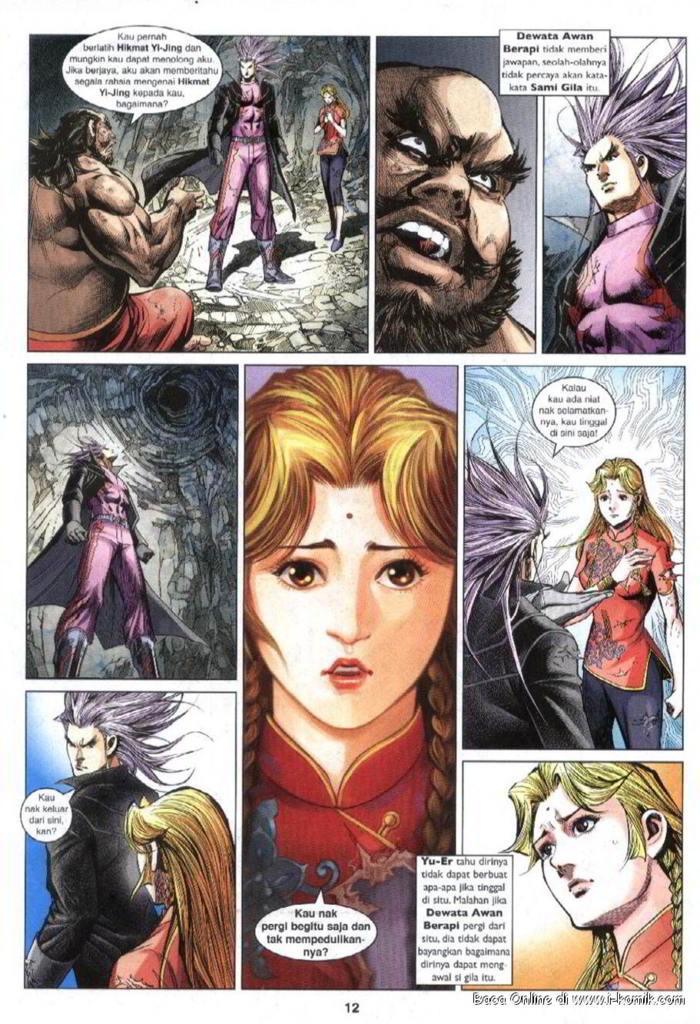 Kau pernah
berlatih Hikmat Yi-Jing dan
mungkin kau dapat menolong aku.
Jika berjaya, aku akan memberitahu
segala rahsia mengenai Hikmat
Yi-Jing kepada kau,
bagaimana?
Dewata Awan
Berapi tidak memberi
jawapan, seolah-olahnya
tidak percaya akan kata-
kata Sami Gila itu.
Kalau
kau ada niat
nak selamatkan-
nya, kau tinggal
di sini saja!
Kau
nak keluar
dari sini,
kan?
Kau nak
pergi begitu saja dan
tak mempedulikan-
nya?
Yu-Er tahu dirinya
tidak dapat berbuat
apa-apa jika tinggal
di situ. Malahan jika
Dewata Awan
Berapi pergi dari
situ, dia tidak dapat
bayangkan bagaimana
dirinya dapat meng-
awal si gila itu.
12
Baca Online di www.i-komik.com